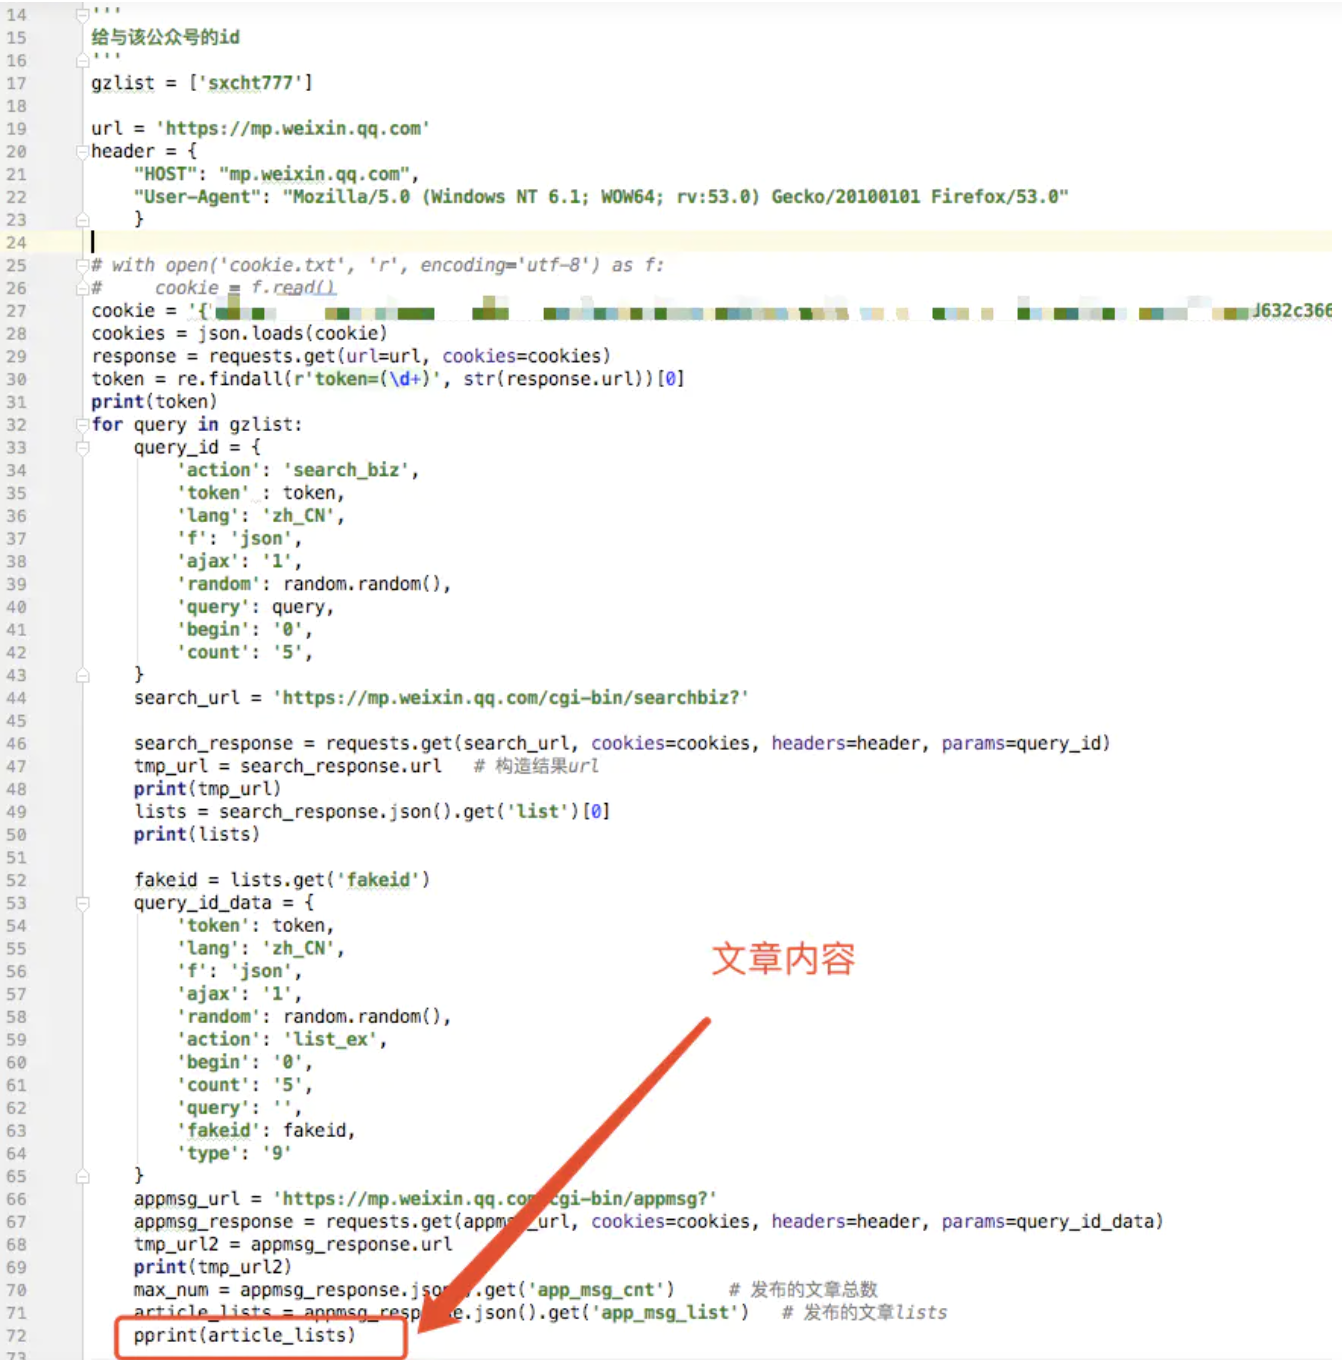 14 '''
15 给与该公众号的id
16 '''
17 gzlist = ['sxcht777']
18
19 url = 'https://mp.weixin.qq.com'
20 header = {
21     "HOST": "mp.weixin.qq.com",
22     "User-Agent": "Mozilla/5.0 (Windows NT 6.1; WOW64; rv:53.0) Gecko/20100101 Firefox/53.0"
23     }
24
25 # with open('cookie.txt', 'r', encoding='utf-8') as f:
26 #     cookie = f.read()
27 cookie = '{" J632c366
28 cookies = json.loads(cookie)
29 response = requests.get(url=url, cookies=cookies)
30 token = re.findall(r'token=(\d+)', str(response.url))[0]
31 print(token)
32 for query in gzlist:
33     query_id = {
34         'action': 'search_biz',
35         'token' : token,
36         'lang': 'zh_CN',
37         'f': 'json',
38         'ajax': '1',
39         'random': random.random(),
40         'query': query,
41         'begin': '0',
42         'count': '5',
43     }
44     search_url = 'https://mp.weixin.qq.com/cgi-bin/searchbiz?'
45
46     search_response = requests.get(search_url, cookies=cookies, headers=header, params=query_id)
47     tmp_url = search_response.url   # 构造结果url
48     print(tmp_url)
49     lists = search_response.json().get('list')[0]
50     print(lists)
51
52     fakeid = lists.get('fakeid')
53     query_id_data = {
54         'token': token,
55         'lang': 'zh_CN',
56         'f': 'json',
57         'ajax': '1',
58         'random': random.random(),
59         'action': 'list_ex',
60         'begin': '0',
61         'count': '5',
62         'query': '',
63         'fakeid': fakeid,
64         'type': '9'
65     }
文章内容
66     appmsg_url = 'https://mp.weixin.qq.com/cgi-bin/appmsg?'
67     appmsg_response = requests.get(appmsg_url, cookies=cookies, headers=header, params=query_id_data)
68     tmp_url2 = appmsg_response.url
69     print(tmp_url2)
70     max_num = appmsg_response.json().get('app_msg_cnt')     # 发布的文章总数
71     article_lists = appmsg_response.json().get('app_msg_list')   # 发布的文章lists
72     pprint(article_lists)
73